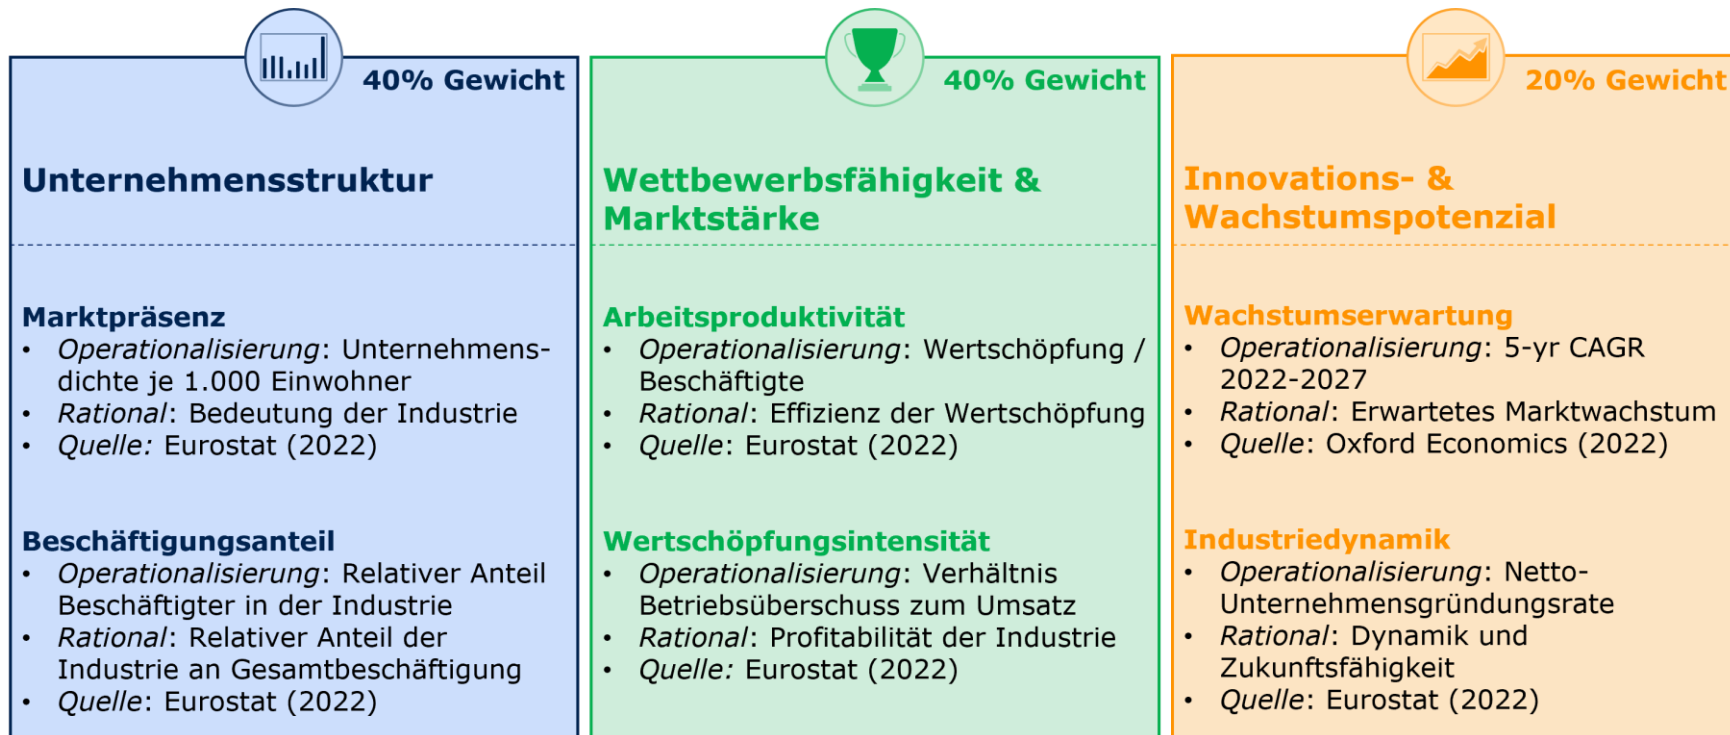 40% Gewicht
Unternehmensstruktur
Marktpräsenz
• Operationalisierung: Unternehmens-
dichte je 1.000 Einwohner
• Rational: Bedeutung der Industrie
• Quelle: Eurostat (2022)
Beschäftigungsanteil
• Operationalisierung: Relativer Anteil
Beschäftigter in der Industrie
• Rational: Relativer Anteil der
Industrie an Gesamtbeschäftigung
• Quelle: Eurostat (2022)
40% Gewicht
Wettbewerbsfähigkeit &
Marktstärke
Arbeitsproduktivität
• Operationalisierung: Wertschöpfung /
Beschäftigte
• Rational: Effizienz der Wertschöpfung
• Quelle: Eurostat (2022)
Wertschöpfungsintensität
• Operationalisierung: Verhältnis
Betriebsüberschuss zum Umsatz
• Rational: Profitabilität der Industrie
• Quelle: Eurostat (2022)
20% Gewicht
Innovations- &
Wachstumspotenzial
Wachstumserwartung
• Operationalisierung: 5-yr CAGR
2022-2027
• Rational: Erwartetes Marktwachstum
• Quelle: Oxford Economics (2022)
Industriedynamik
• Operationalisierung: Netto-
Unternehmensgründungsrate
• Rational: Dynamik und
Zukunftsfähigkeit
• Quelle: Eurostat (2022)